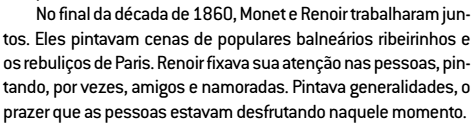 No final da década de 1860, Monet e Renoir trabalharam jun-
tos. Eles pintavam cenas de populares balneários ribeirinhos e
os rebuliços de Paris. Renoir fixava sua atenção nas pessoas, pin-
tando, por vezes, amigos e namoradas. Pintava generalidades, o
prazer que as pessoas estavam desfrutando naquele momento.